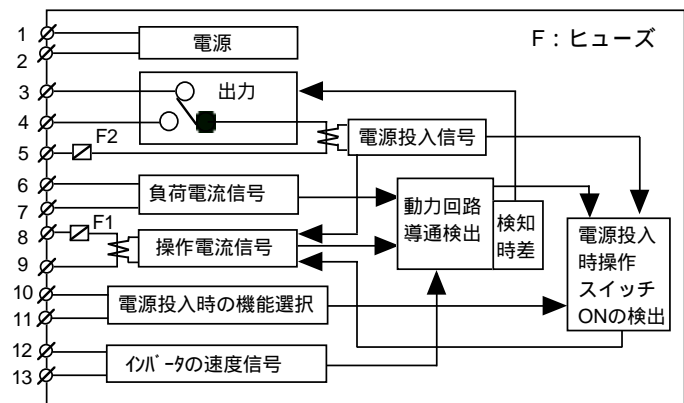 1
電源
F：ヒューズ
2
3
出力
4
F2
電源投入信号
5
6
負荷電流信号
動力回路
導通検出
検知
時差
7
8
F1
操作電流信号
電源投入
時操作
スイッチ
ONの検出
9
10
電源投入時の機能選択
11
12
ｲﾝﾊﾞｰﾀの速度信号
13